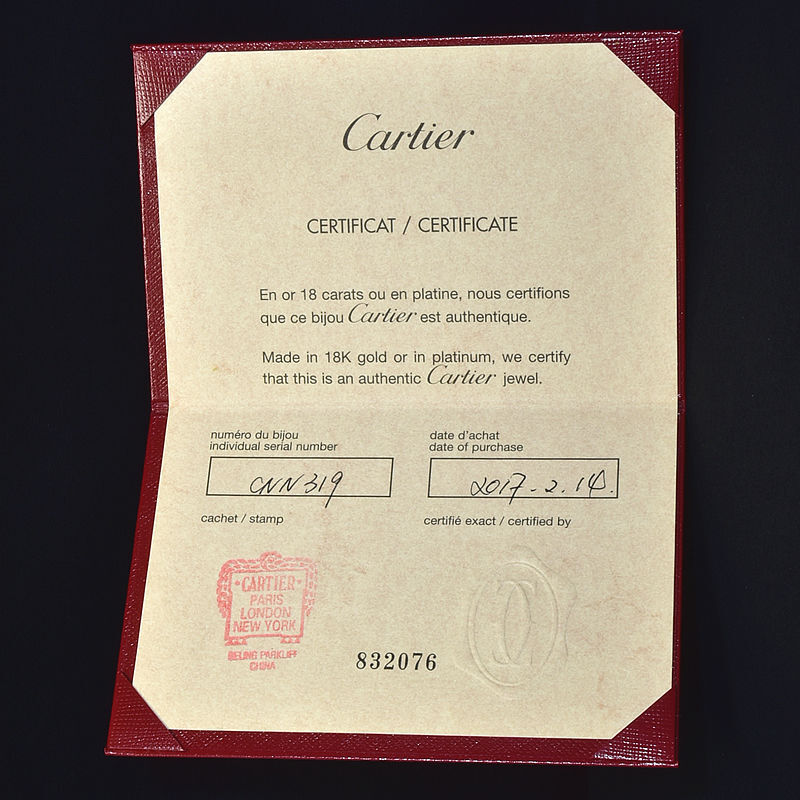 Cartier
CERTIFICAT / CERTIFICATE
En or 18 carats ou en platine, nous certifions
que ce bijou Cartier est authentique.
Made in 18K gold or in platinum, we certify
that this is an authentic Cartier jewel.
numéro du bijou
individual serial number
CNN319
date d'achat
date of purchase
2017-2.14.
cachet / stamp
certifié exact / certified by
CARTIER
PARIS
LONDON
NEW YORK
CHINA
832076